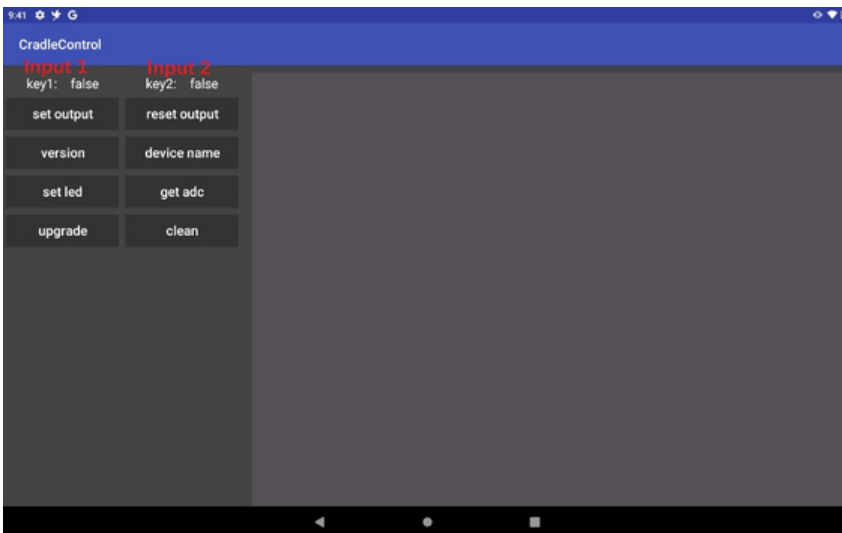 9:41 G
CradleControl
Input 1 Input 2
key1: false key2: false
set output reset output
version device name
set led get adc
upgrade clean